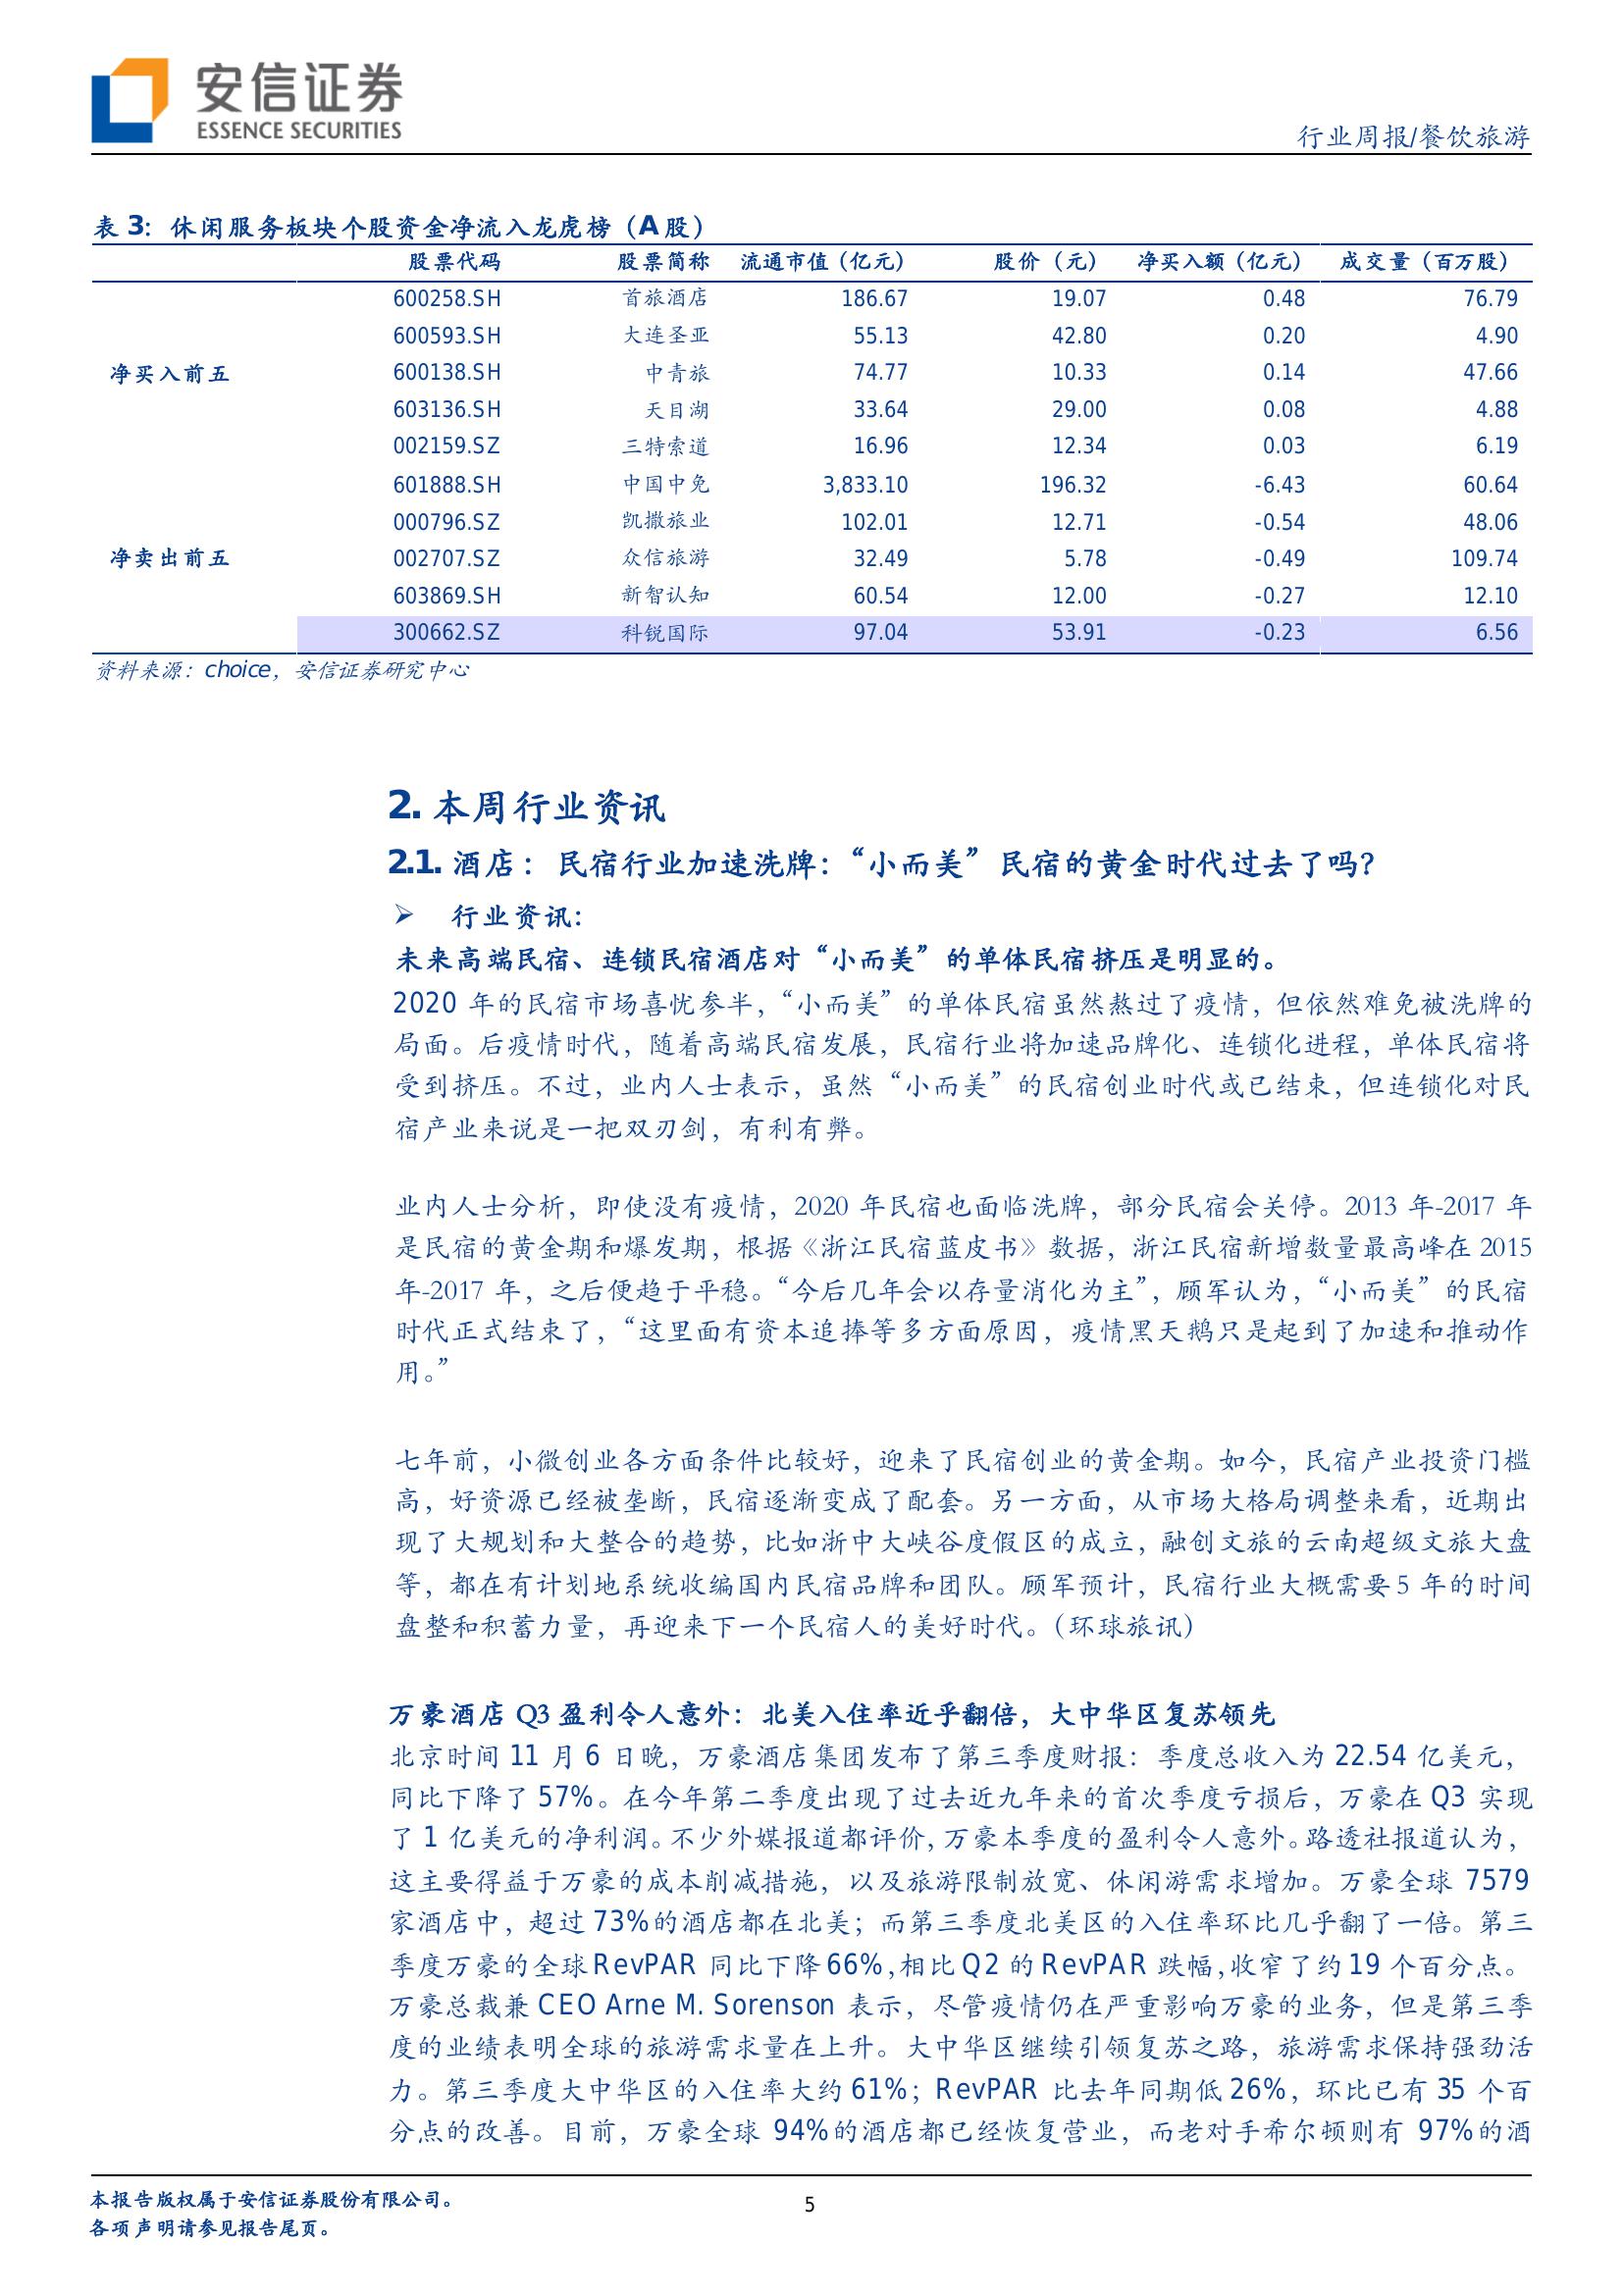 安信证券
ESSENCE SECURITIES
行业周报/餐饮旅游
表 3：休闲服务板块个股资金净流入龙虎榜（A 股）
股票代码 股票简称 流通市值（亿元） 股价（元） 净买入额（亿元） 成交量（百万股）
600258.SH 首旅酒店 186.67 19.07 0.48 76.79
600593.SH 大连圣亚 55.13 42.80 0.20 4.90
净买入前五 600138.SH 中青旅 74.77 10.33 0.14 47.66
603136.SH 天目湖 33.64 29.00 0.08 4.88
002159.SZ 三特索道 16.96 12.34 0.03 6.19
601888.SH 中国中免 3,833.10 196.32 -6.43 60.64
000796.SZ 凯撒旅业 102.01 12.71 -0.54 48.06
净卖出前五 002707.SZ 众信旅游 32.49 5.78 -0.49 109.74
603869.SH 新智认知 60.54 12.00 -0.27 12.10
300662.SZ 科锐国际 97.04 53.91 -0.23 6.56
资料来源：choice，安信证券研究中心
2. 本周行业资讯
2.1. 酒店：民宿行业加速洗牌：“小而美”民宿的黄金时代过去了吗？
➢ 行业资讯：
未来高端民宿、连锁民宿酒店对“小而美”的单体民宿挤压是明显的。
2020 年的民宿市场喜忧参半，“小而美”的单体民宿虽然熬过了疫情，但依然难免被洗牌的
局面。后疫情时代，随着高端民宿发展，民宿行业将加速品牌化、连锁化进程，单体民宿将
受到挤压。不过，业内人士表示，虽然“小而美”的民宿创业时代或已结束，但连锁化对民
宿产业来说是一把双刃剑，有利有弊。
业内人士分析，即使没有疫情，2020 年民宿也面临洗牌，部分民宿会关停。2013 年-2017 年
是民宿的黄金期和爆发期，根据《浙江民宿蓝皮书》数据，浙江民宿新增数量最高峰在 2015
年-2017 年，之后便趋于平稳。“今后几年会以存量消化为主”，顾军认为，“小而美”的民宿
时代正式结束了，“这里面有资本追捧等多方面原因，疫情黑天鹅只是起到了加速和推动作
用。”
七年前，小微创业各方面条件比较好，迎来了民宿创业的黄金期。如今，民宿产业投资门槛
高，好资源已经被垄断，民宿逐渐变成了配套。另一方面，从市场大格局调整来看，近期出
现了大规划和大整合的趋势，比如浙中大峡谷度假区的成立，融创文旅的云南超级文旅大盘
等，都在有计划地系统收编国内民宿品牌和团队。顾军预计，民宿行业大概需要 5 年的时间
盘整和积蓄力量，再迎来下一个民宿人的美好时代。（环球旅讯）
万豪酒店 Q3 盈利令人意外：北美入住率近乎翻倍，大中华区复苏领先
北京时间 11 月 6 日晚，万豪酒店集团发布了第三季度财报：季度总收入为 22.54 亿美元，
同比下降了 57%。在今年第二季度出现了过去近九年来的首次季度亏损后，万豪在 Q3 实现
了 1 亿美元的净利润。不少外媒报道都评价，万豪本季度的盈利令人意外。路透社报道认为，
这主要得益于万豪的成本削减措施，以及旅游限制放宽、休闲游需求增加。万豪全球 7579
家酒店中，超过 73%的酒店都在北美；而第三季度北美区的入住率环比几乎翻了一倍。第三
季度万豪的全球 RevPAR 同比下降 66%，相比 Q2 的 RevPAR 跌幅，收窄了约 19 个百分点。
万豪总裁兼 CEO Arne M. Sorenson 表示，尽管疫情仍在严重影响万豪的业务，但是第三季
度的业绩表明全球的旅游需求量在上升。大中华区继续引领复苏之路，旅游需求保持强劲活
力。第三季度大中华区的入住率大约 61%；RevPAR 比去年同期低 26%，环比已有 35 个百
分点的改善。目前，万豪全球 94%的酒店都已经恢复营业，而老对手希尔顿则有 97%的酒
本报告版权属于安信证券股份有限公司。
各项声明请参见报告尾页。
5